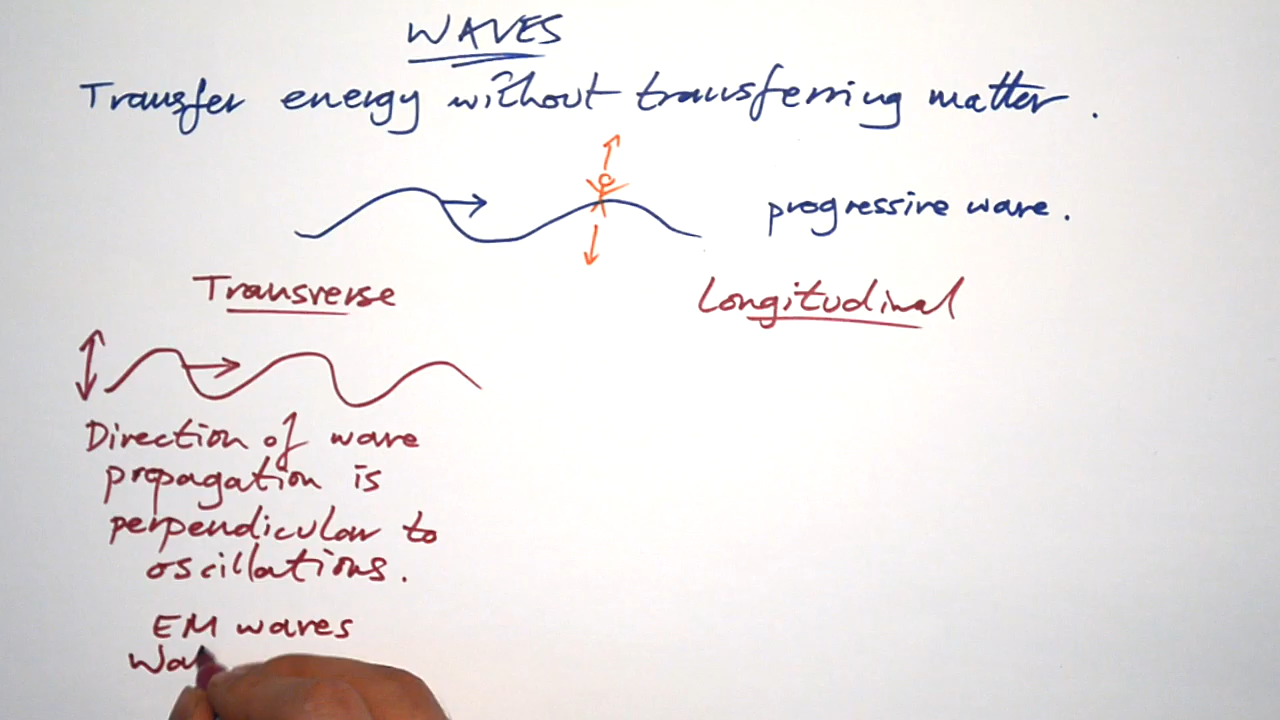 WAVES
Transfer energy without transferring matter.
progressive wave.
Transverse
Longitudinal
Direction of wave
propagation is
perpendicular to
oscillations.
EM waves